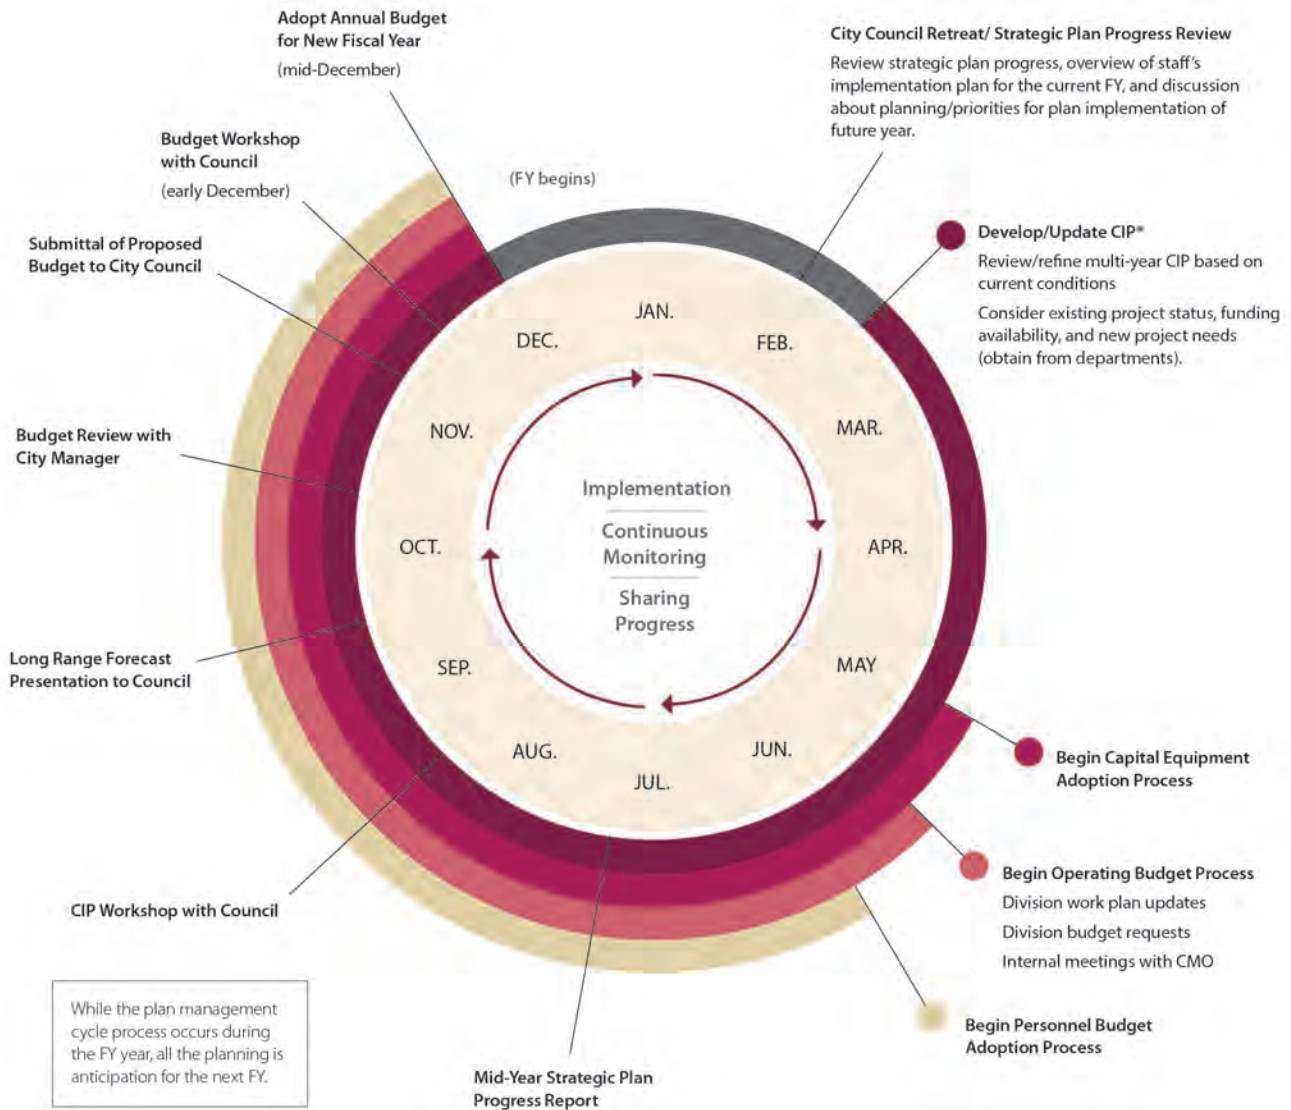 Adopt Annual Budget
for New Fiscal Year
(mid-December)
City Council Retreat/ Strategic Plan Progress Review
Review strategic plan progress, overview of staff's
implementation plan for the current FY, and discussion
about planning/priorities for plan implementation of
future year.
Budget Workshop
with Council
(early December)
(FY begins)
Submittal of Proposed
Budget to City Council
Develop/Update CIP*
Review/refine multi-year CIP based on
current conditions
Consider existing project status, funding
availability, and new project needs
(obtain from departments).
JAN.
FEB.
MAR.
APR.
MAY
JUN.
JUL.
AUG.
SEP.
OCT.
NOV.
DEC.
Implementation
Continuous
Monitoring
Sharing
Progress
Budget Review with
City Manager
Long Range Forecast
Presentation to Council
Begin Capital Equipment
Adoption Process
Begin Operating Budget Process
Division work plan updates
Division budget requests
Internal meetings with CMO
CIP Workshop with Council
Begin Personnel Budget
Adoption Process
Mid-Year Strategic Plan
Progress Report
While the plan management
cycle process occurs during
the FY year, all the planning is
anticipation for the next FY.